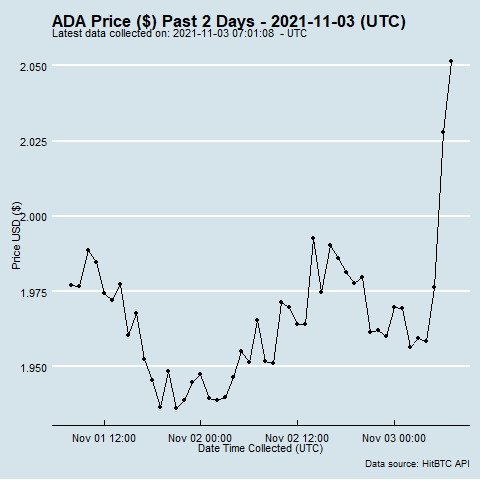 ADA Price ($) Past 2 Days - 2021-11-03 (UTC)
Latest data collected on: 2021-11-03 07:01:08 - UTC
2.050
2.025
2.000
1.975
1.950
Price USD ($)
Nov 01 12:00
Nov 02 00:00
Nov 02 12:00
Nov 03 00:00
Date Time Collected (UTC)
Data source: HitBTC API